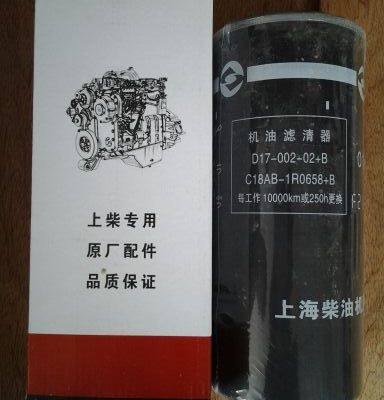 上柴专用
原厂配件
品质保证
机油滤清器
D17-002-02+B
C18AB-1R0658+B
每工作10000km或250h更换
上海柴油机